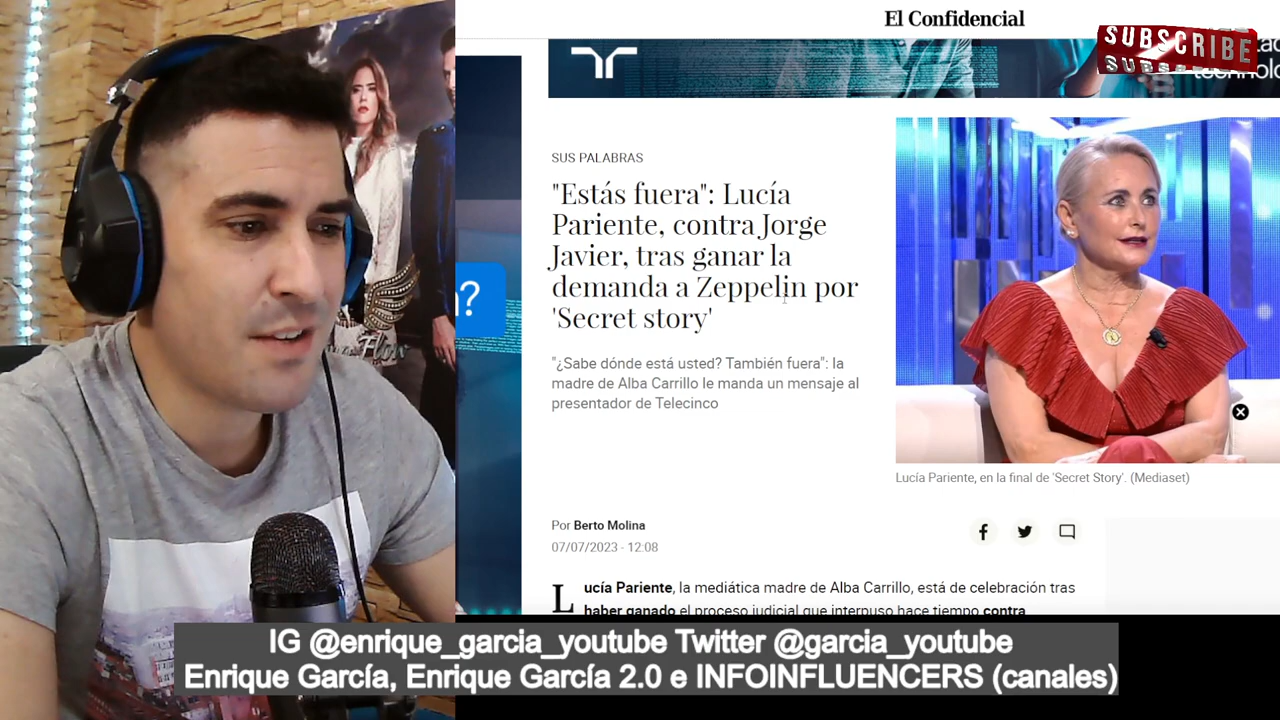 El Confidencial
SUBSCRIBE
SUS PALABRAS
"Estás fuera": Lucía
Pariente, contra Jorge
Javier, tras ganar la
demanda a Zeppelin por
'Secret story'
"¿Sabe dónde está usted? También fuera": la
madre de Alba Carrillo le manda un mensaje al
presentador de Telecinco
?
Flow
Lucía Pariente, en la final de 'Secret Story'. (Mediaset)
Por Berto Molina
07/07/2023 - 12:08
Lucía Pariente, la mediática madre de Alba Carrillo, está de celebración tras
haber ganado el proceso judicial que interpuso hace tiempo contra
IG @enrique_garcia_youtube Twitter @garcia_youtube
Enrique García, Enrique García 2.0 e INFOINFLUENCERS (canales)